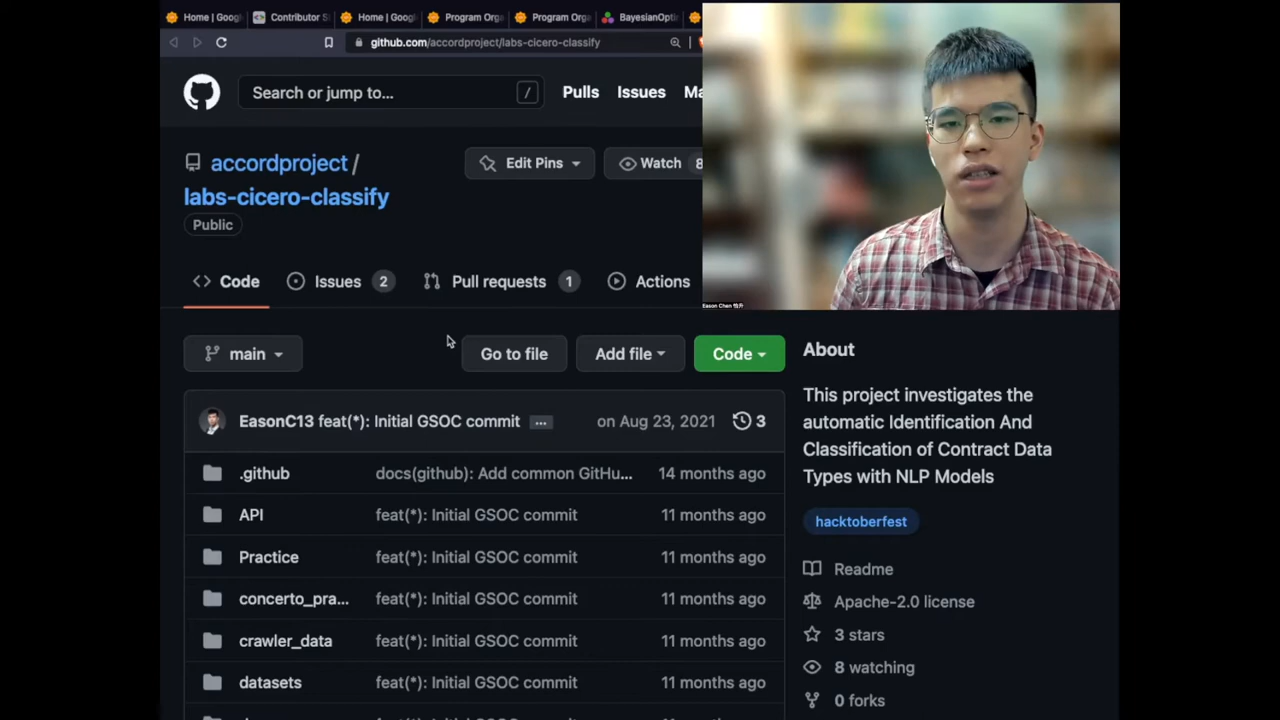 Home | Googl
Contributor S
Home | Goog
Program Orga
Program Orga
BayesianOpti
github.com/accordproject/labs-cicero-classify
Search or jump to...
/
Pulls
Issues
Ma
accordproject /
labs-cicero-classify
Public
Edit Pins
Watch 8
Code
Issues 2
Pull requests 1
Actions
Eason Chen
main
Go to file
Add file
Code
EasonC13 feat(*): Initial GSOC commit ... on Aug 23, 2021 3
.github docs(github): Add common GitHu... 14 months ago
API feat(*): Initial GSOC commit 11 months ago
Practice feat(*): Initial GSOC commit 11 months ago
concerto_pra... feat(*): Initial GSOC commit 11 months ago
crawler_data feat(*): Initial GSOC commit 11 months ago
datasets feat(*): Initial GSOC commit 11 months ago
About
This project investigates the
automatic Identification And
Classification of Contract Data
Types with NLP Models
hacktoberfest
Readme
Apache-2.0 license
3 stars
8 watching
0 forks